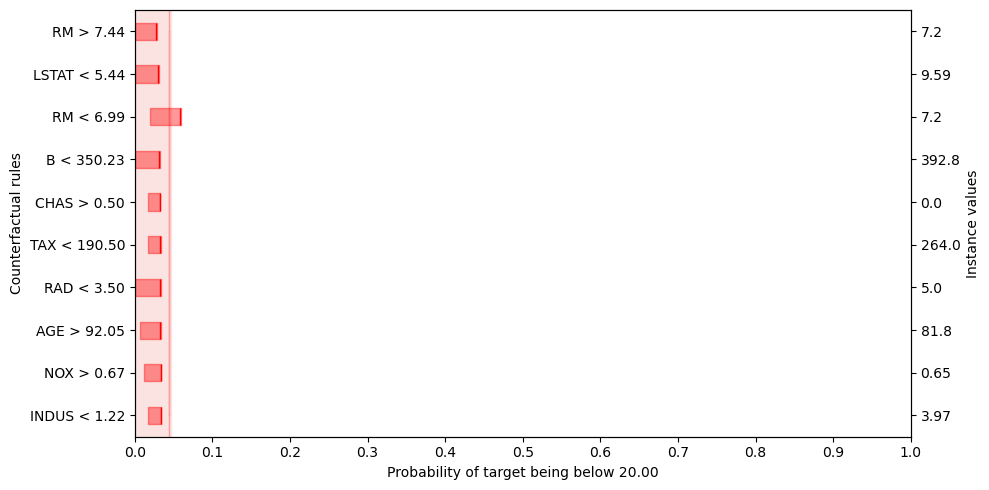 Counterfactual rules
RM > 7.44
7.2
LSTAT < 5.44
9.59
RM < 6.99
7.2
B < 350.23
392.8
CHAS > 0.50
0.0
TAX < 190.50
264.0
RAD < 3.50
5.0
AGE > 92.05
81.8
NOX > 0.67
0.65
INDUS < 1.22
3.97
Instance values
0.0 0.1 0.2 0.3 0.4 0.5 0.6 0.7 0.8 0.9 1.0
Probability of target being below 20.00